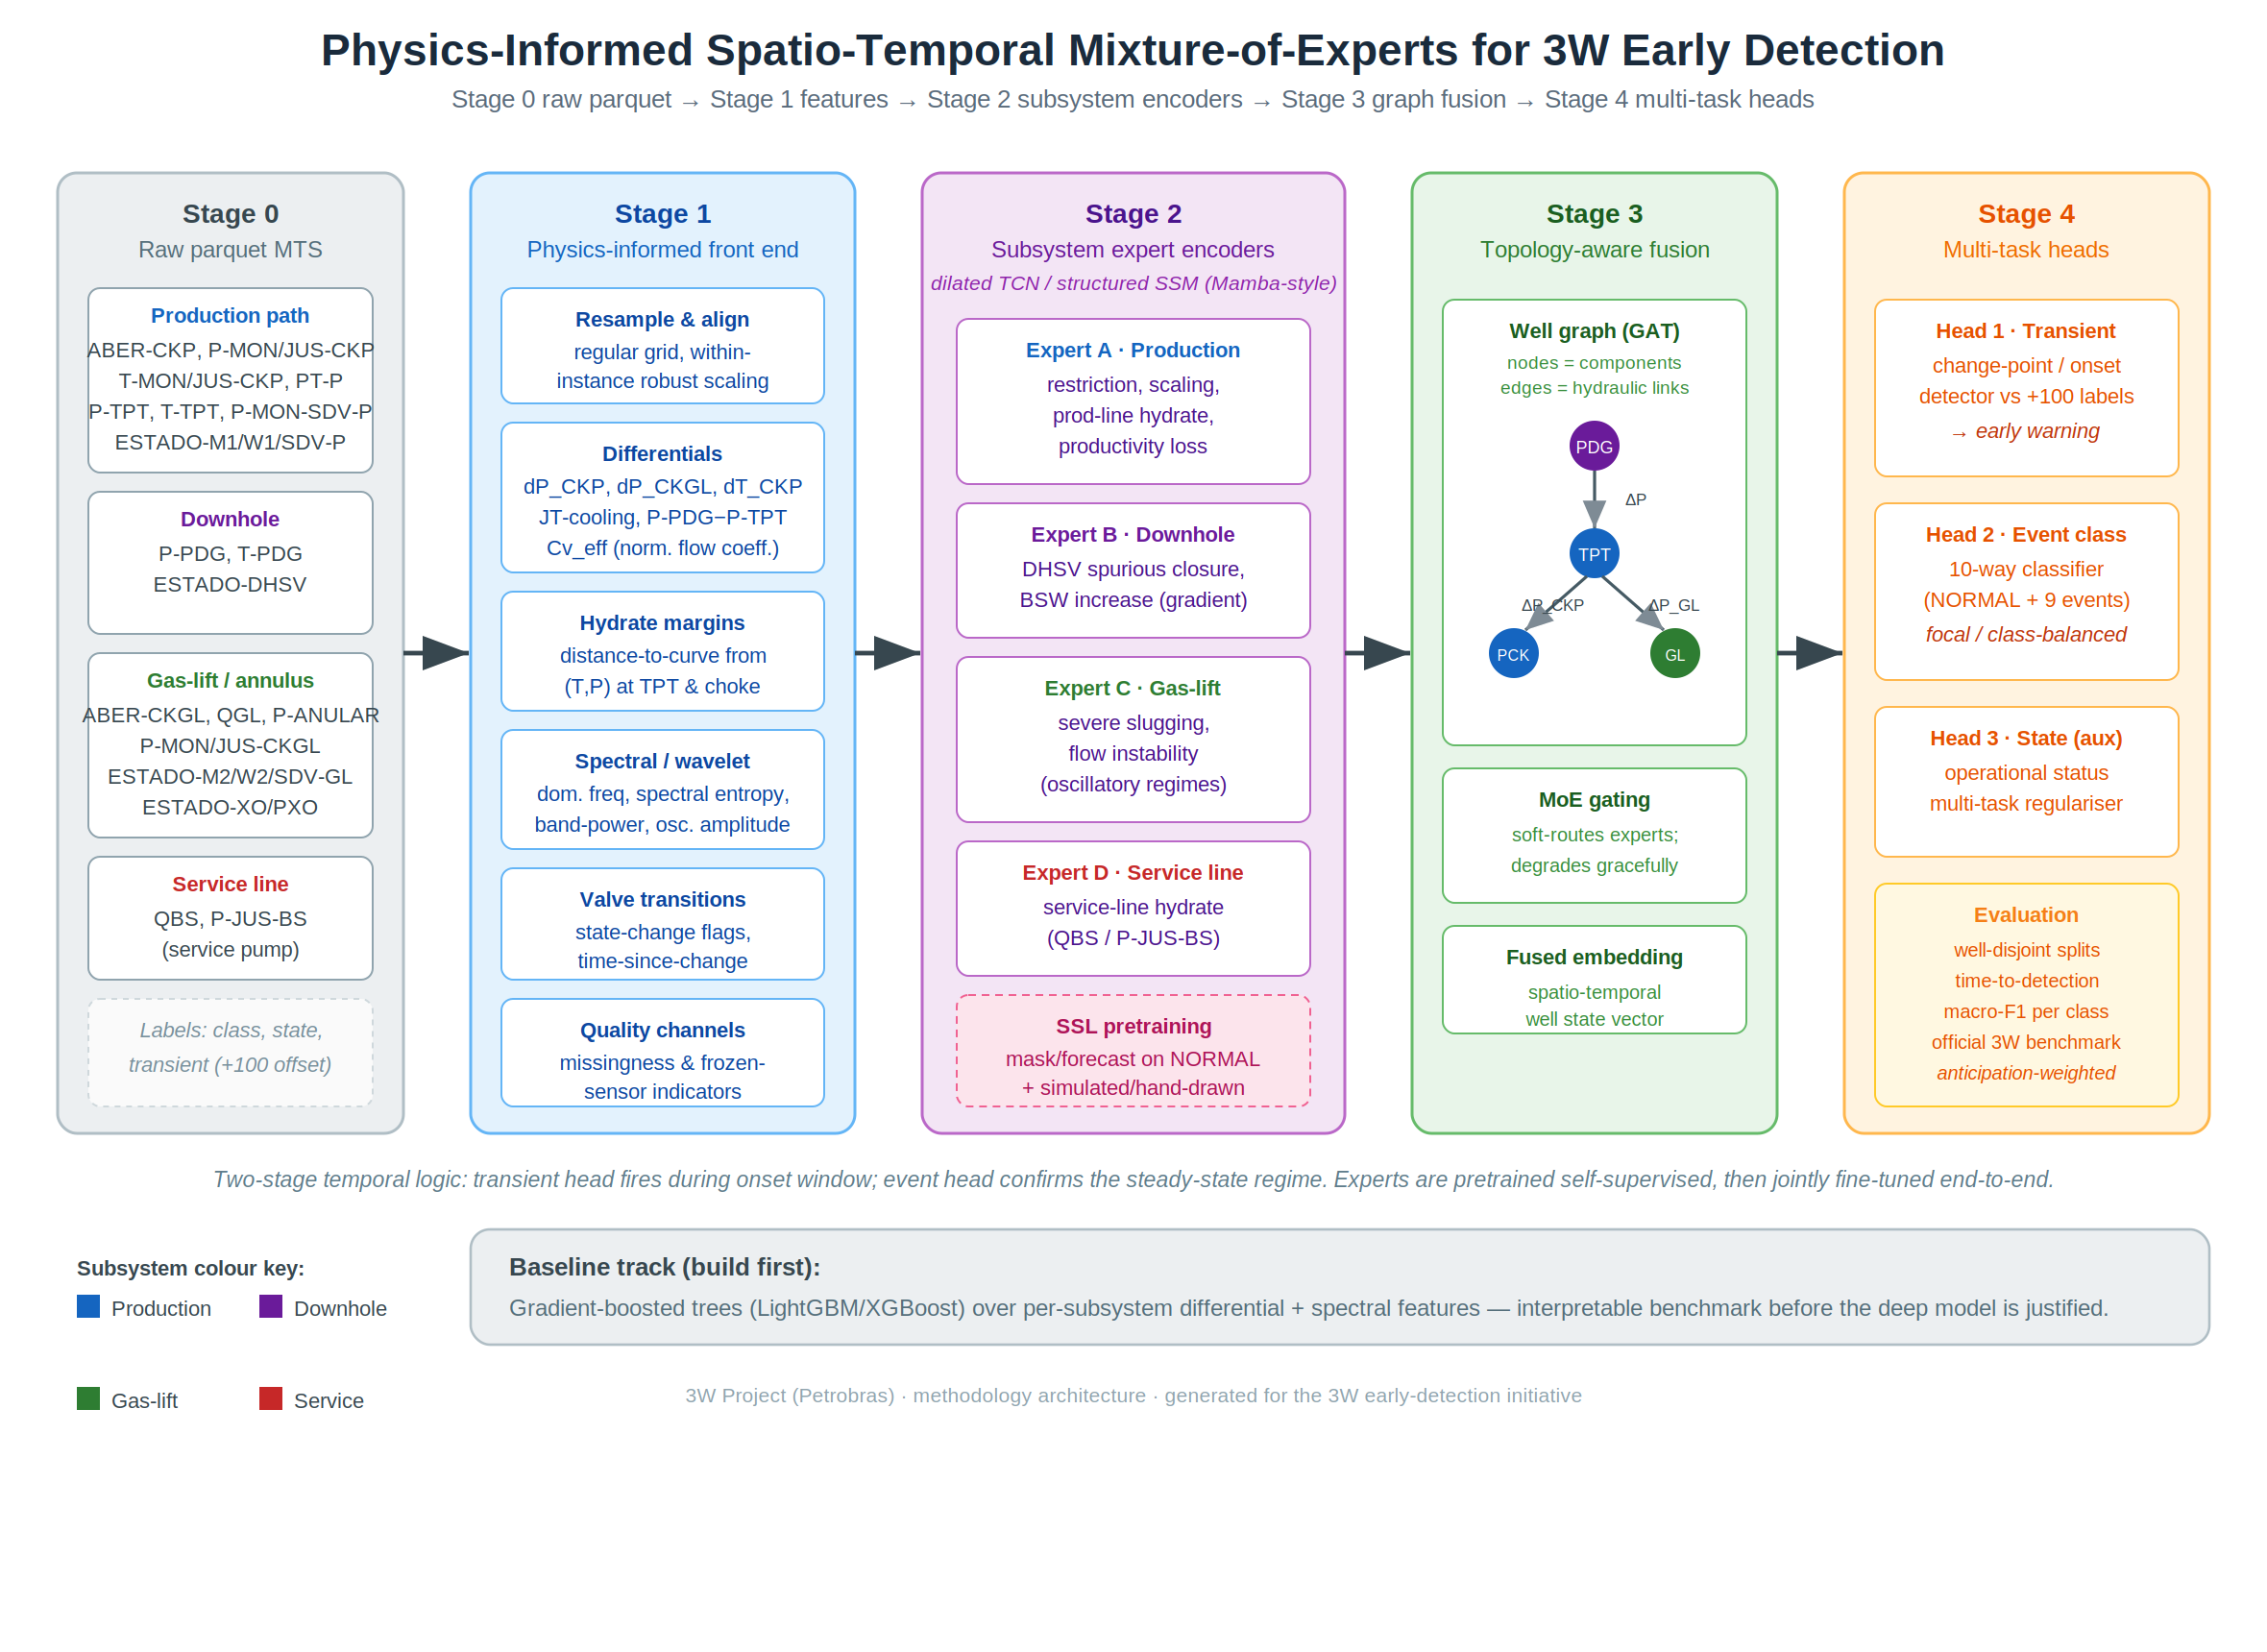 Physics-Informed Spatio-Temporal Mixture-of-Experts for 3W Early Detection
Stage 0 raw parquet → Stage 1 features → Stage 2 subsystem encoders → Stage 3 graph fusion → Stage 4 multi-task heads
Stage 0
Raw parquet MTS
Production path
ABER-CKP, P-MON/JUS-CKP
T-MON/JUS-CKP, PT-P
P-TPT, T-TPT, P-MON-SDV-P
ESTADO-M1/W1/SDV-P
Downhole
P-PDG, T-PDG
ESTADO-DHSV
Gas-lift / annulus
ABER-CKGL, QGL, P-ANULAR
P-MON/JUS-CKGL
ESTADO-M2/W2/SDV-GL
ESTADO-XO/PXO
Service line
QBS, P-JUS-BS
(service pump)
Labels: class, state,
transient (+100 offset)
Stage 1
Physics-informed front end
Resample & align
regular grid, within-
instance robust scaling
Differentials
dP_CKP, dP_CKGL, dT_CKP
JT-cooling, P-PDG−P-TPT
Cv_eff (norm. flow coeff.)
Hydrate margins
distance-to-curve from
(T,P) at TPT & choke
Spectral / wavelet
dom. freq, spectral entropy,
band-power, osc. amplitude
Valve transitions
state-change flags,
time-since-change
Quality channels
missingness & frozen-
sensor indicators
Stage 2
Subsystem expert encoders
dilated TCN / structured SSM (Mamba-style)
Expert A · Production
restriction, scaling,
prod-line hydrate,
productivity loss
Expert B · Downhole
DHSV spurious closure,
BSW increase (gradient)
Expert C · Gas-lift
severe slugging,
flow instability
(oscillatory regimes)
Expert D · Service line
service-line hydrate
(QBS / P-JUS-BS)
SSL pretraining
mask/forecast on NORMAL
+ simulated/hand-drawn
Stage 3
Topology-aware fusion
Well graph (GAT)
nodes = components
edges = hydraulic links
PDG
ΔP
TPT
ΔP_CKP
ΔP_GL
PCK
GL
MoE gating
soft-routes experts;
degrades gracefully
Fused embedding
spatio-temporal
well state vector
Stage 4
Multi-task heads
Head 1 · Transient
change-point / onset
detector vs +100 labels
→ early warning
Head 2 · Event class
10-way classifier
(NORMAL + 9 events)
focal / class-balanced
Head 3 · State (aux)
operational status
multi-task regulariser
Evaluation
well-disjoint splits
time-to-detection
macro-F1 per class
official 3W benchmark
anticipation-weighted
Two-stage temporal logic: transient head fires during onset window; event head confirms the steady-state regime. Experts are pretrained self-supervised, then jointly fine-tuned end-to-end.
Subsystem colour key:
Production
Downhole
Gas-lift
Service
Baseline track (build first):
Gradient-boosted trees (LightGBM/XGBoost) over per-subsystem differential + spectral features — interpretable benchmark before the deep model is justified.
3W Project (Petrobras) · methodology architecture · generated for the 3W early-detection initiative